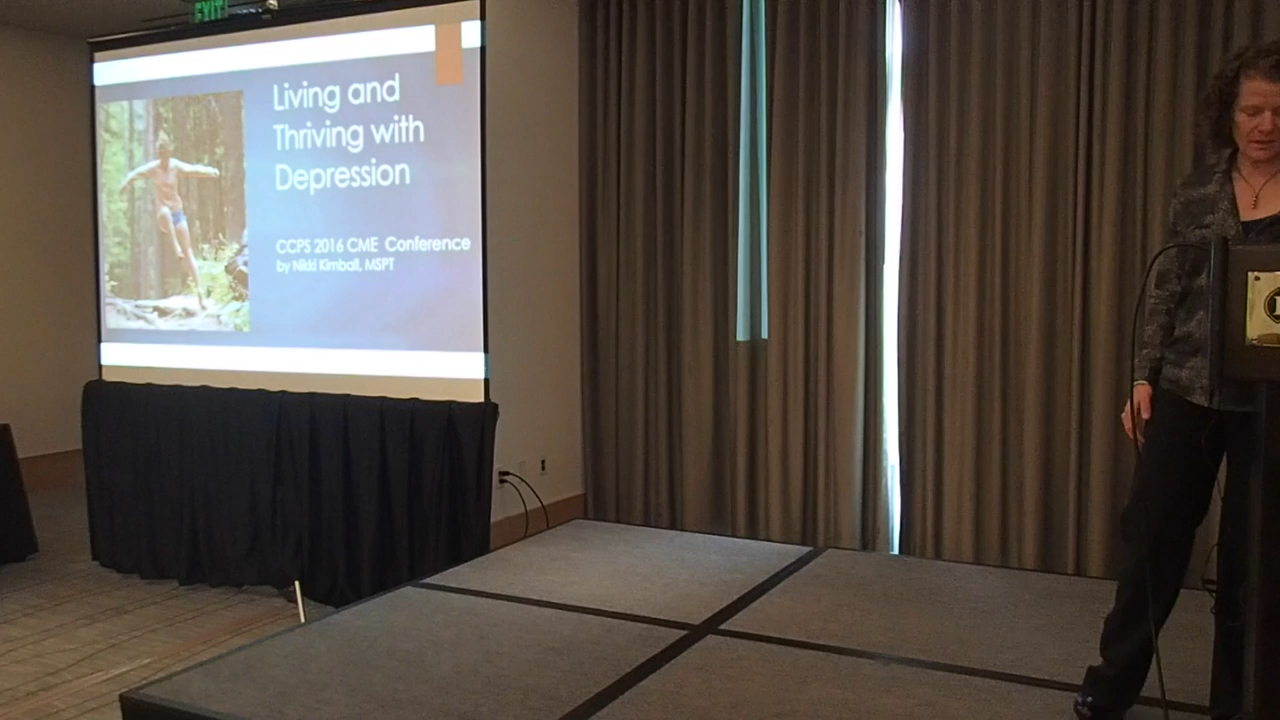 EXIT
Living and
Thriving with
Depression
CCPS 2016 CME Conference
by Nikki Kimball, MSPT